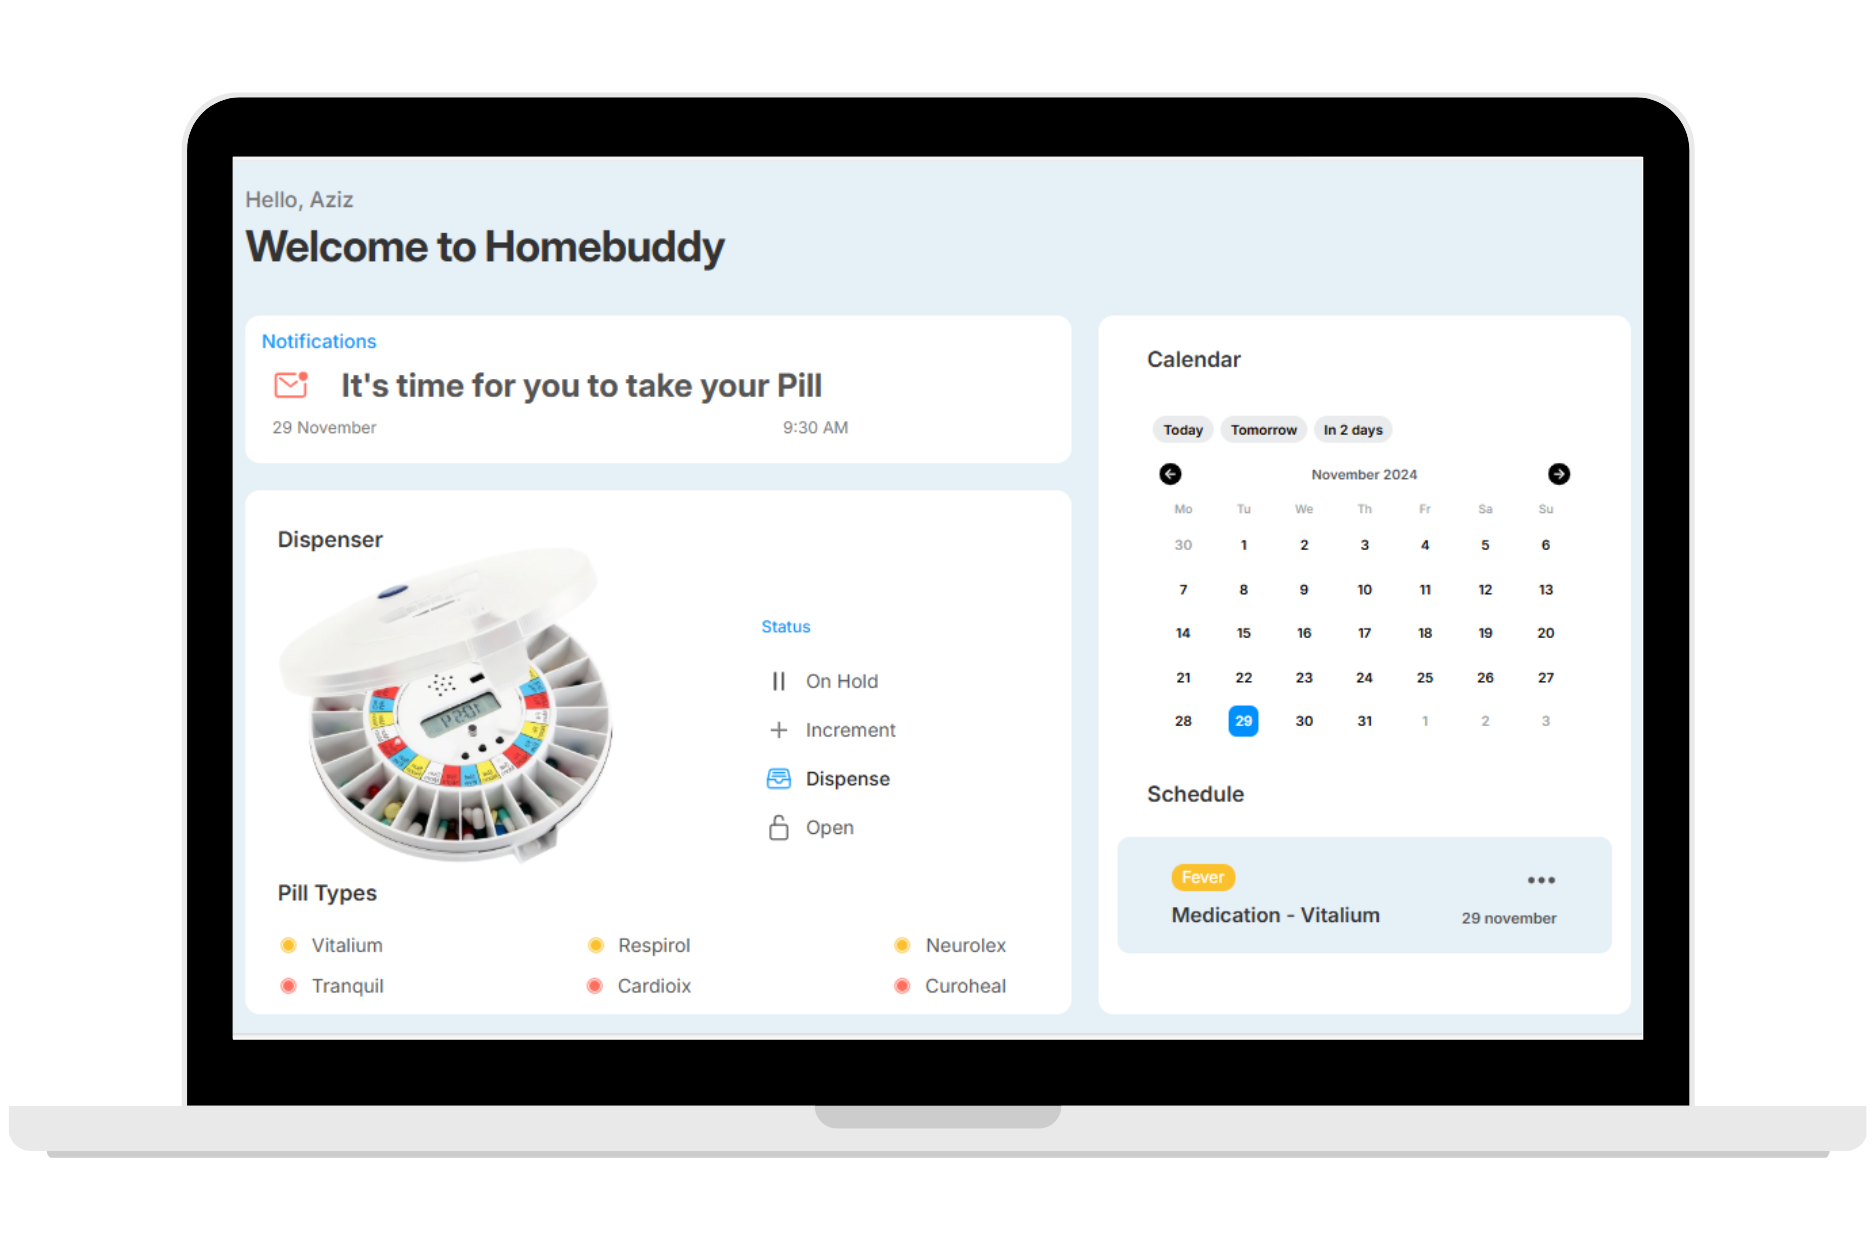 Hello, Aziz
Welcome to Homebuddy
Notifications
It's time for you to take your Pill
29 November 9:30 AM
Dispenser
Status
On Hold
Increment
Dispense
Open
Pill Types
Vitalium Respirol Neurolex
Tranquil Cardioix Curoheal
Calendar
Today Tomorrow In 2 days
November 2024
Mo Tu We Th Fr Sa Su
30 1 2 3 4 5 6
7 8 9 10 11 12 13
14 15 16 17 18 19 20
21 22 23 24 25 26 27
28 29 30 31 1 2 3
Schedule
Fever
Medication - Vitalium 29 november